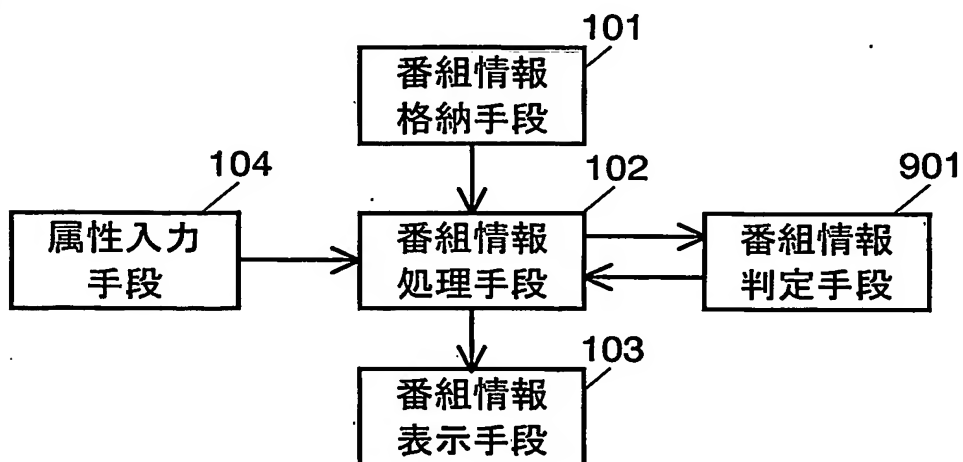 101
番組情報
格納手段
104
102
901
属性入力
手段
番組情報
処理手段
番組情報
判定手段
103
番組情報
表示手段